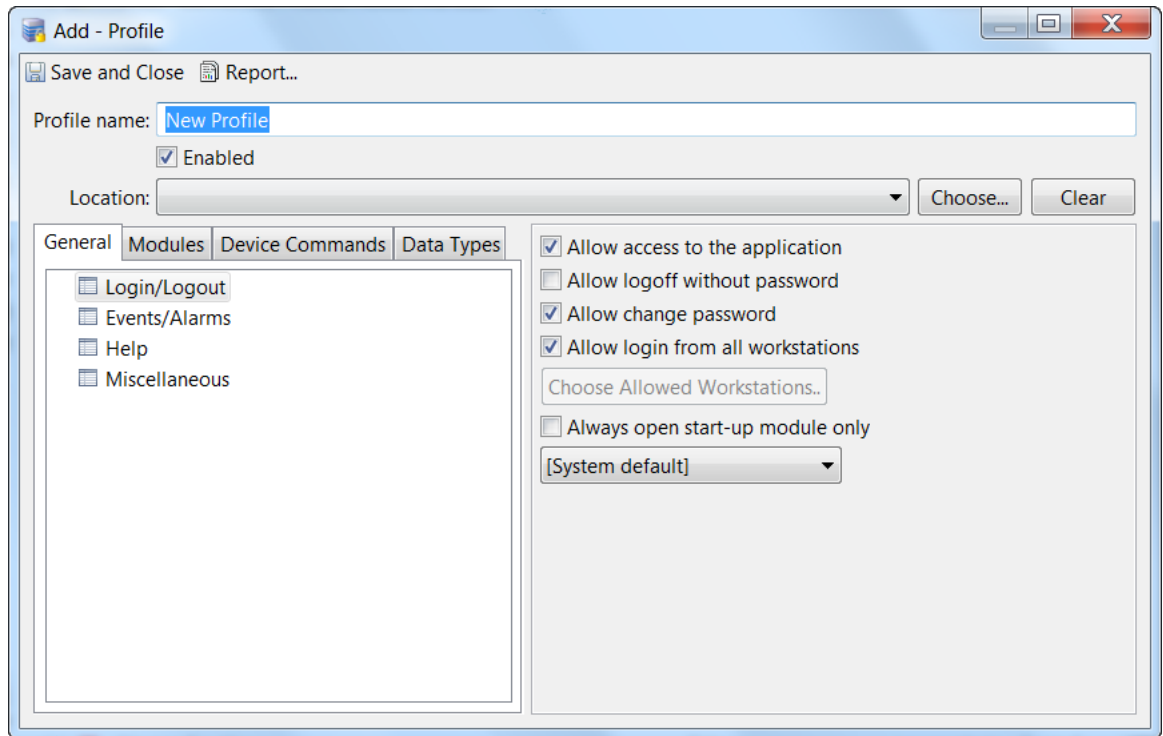 Add - Profile
Save and Close Report...
Profile name: New Profile
Enabled
Location: Choose... Clear
General Modules Device Commands Data Types
Login/Logout
Events/Alarms
Help
Miscellaneous
Allow access to the application
Allow logoff without password
Allow change password
Allow login from all workstations
Choose Allowed Workstations..
Always open start-up module only
[System default]